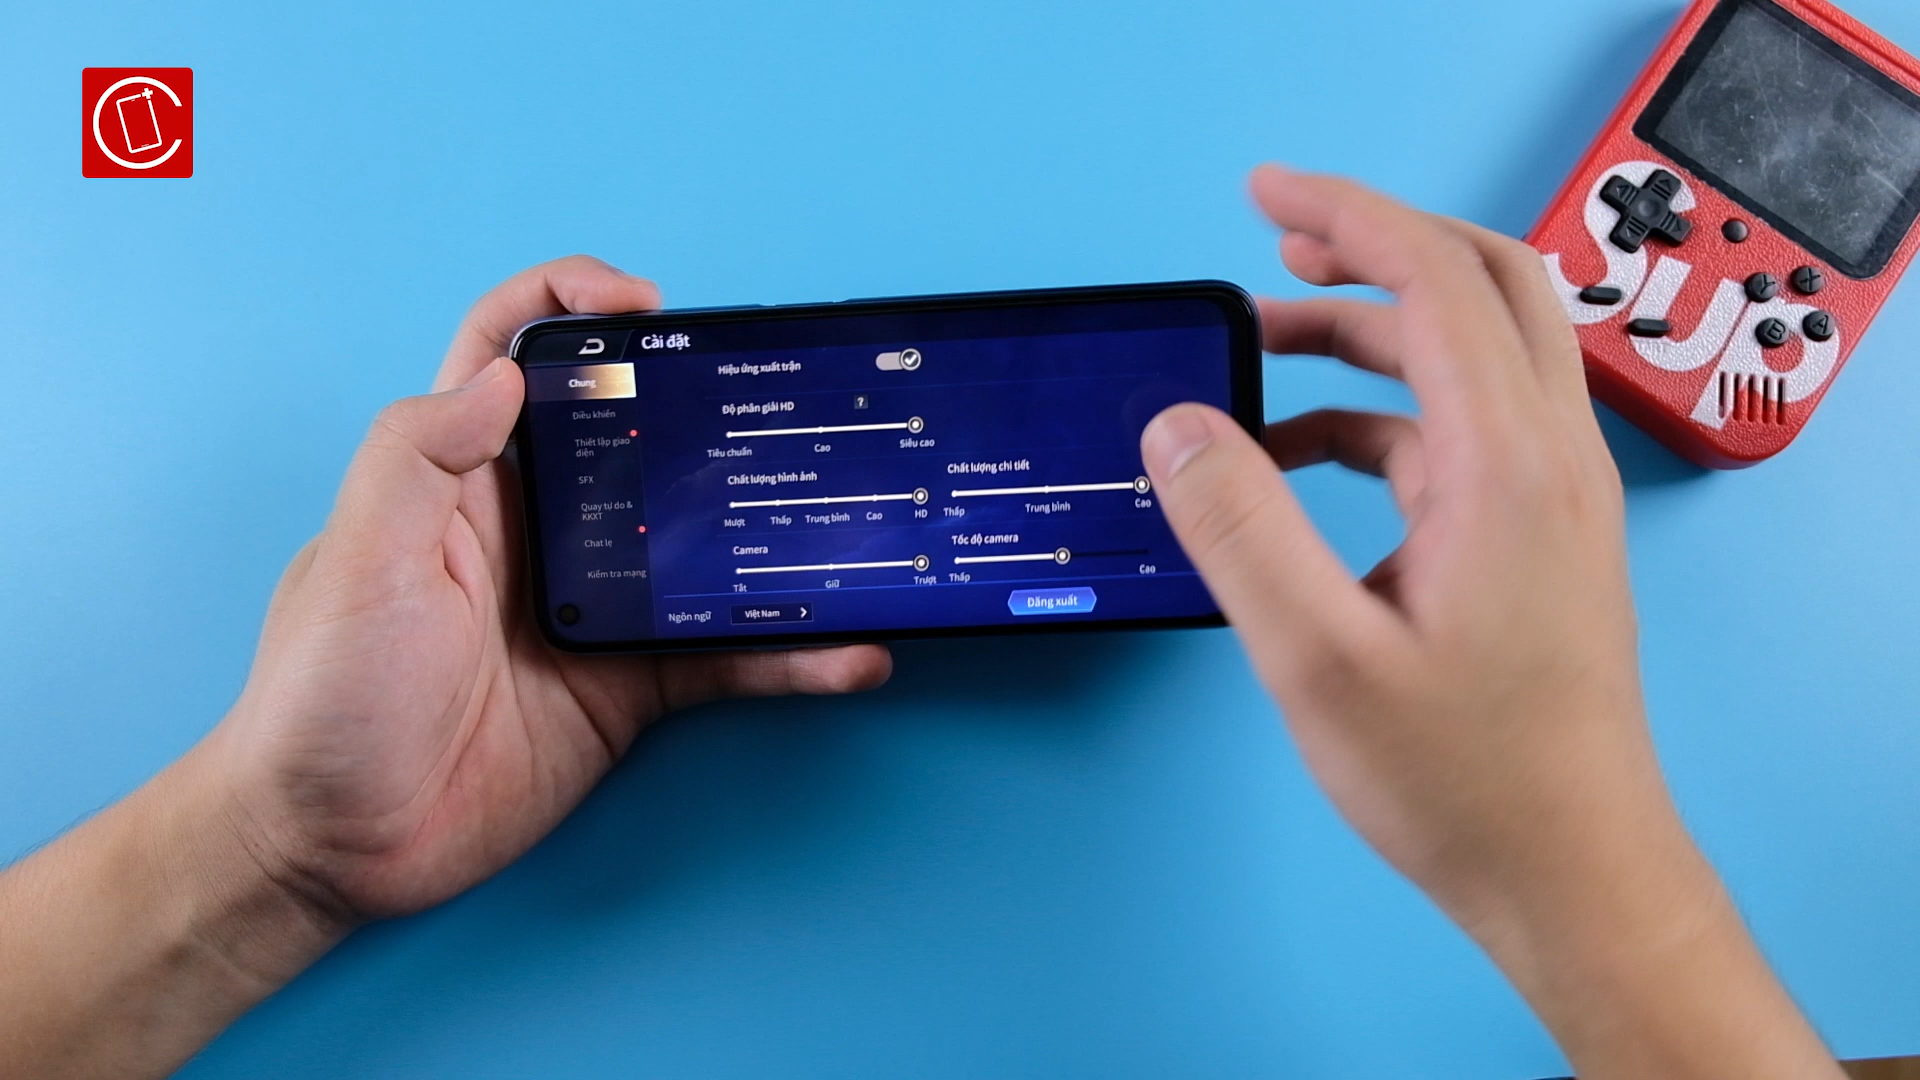 Cài đặt
Chung
Điều khiển
Thiết lập giao
diện
SFX
Quay tự do &
KKXT
Chat lẹ
Kiểm tra mạng
Hiệu ứng xuất trận
Độ phân giải HD ?
Tiêu chuẩn Cao Siêu cao
Chất lượng hình ảnh
Mượt Thấp Trung bình Cao HD
Chất lượng chi tiết
Thấp Trung bình Cao
Camera
Tắt Giữ Trượt
Tốc độ camera
Thấp Cao
Ngôn ngữ Việt Nam
Đăng xuất
Sup
Y X
B A